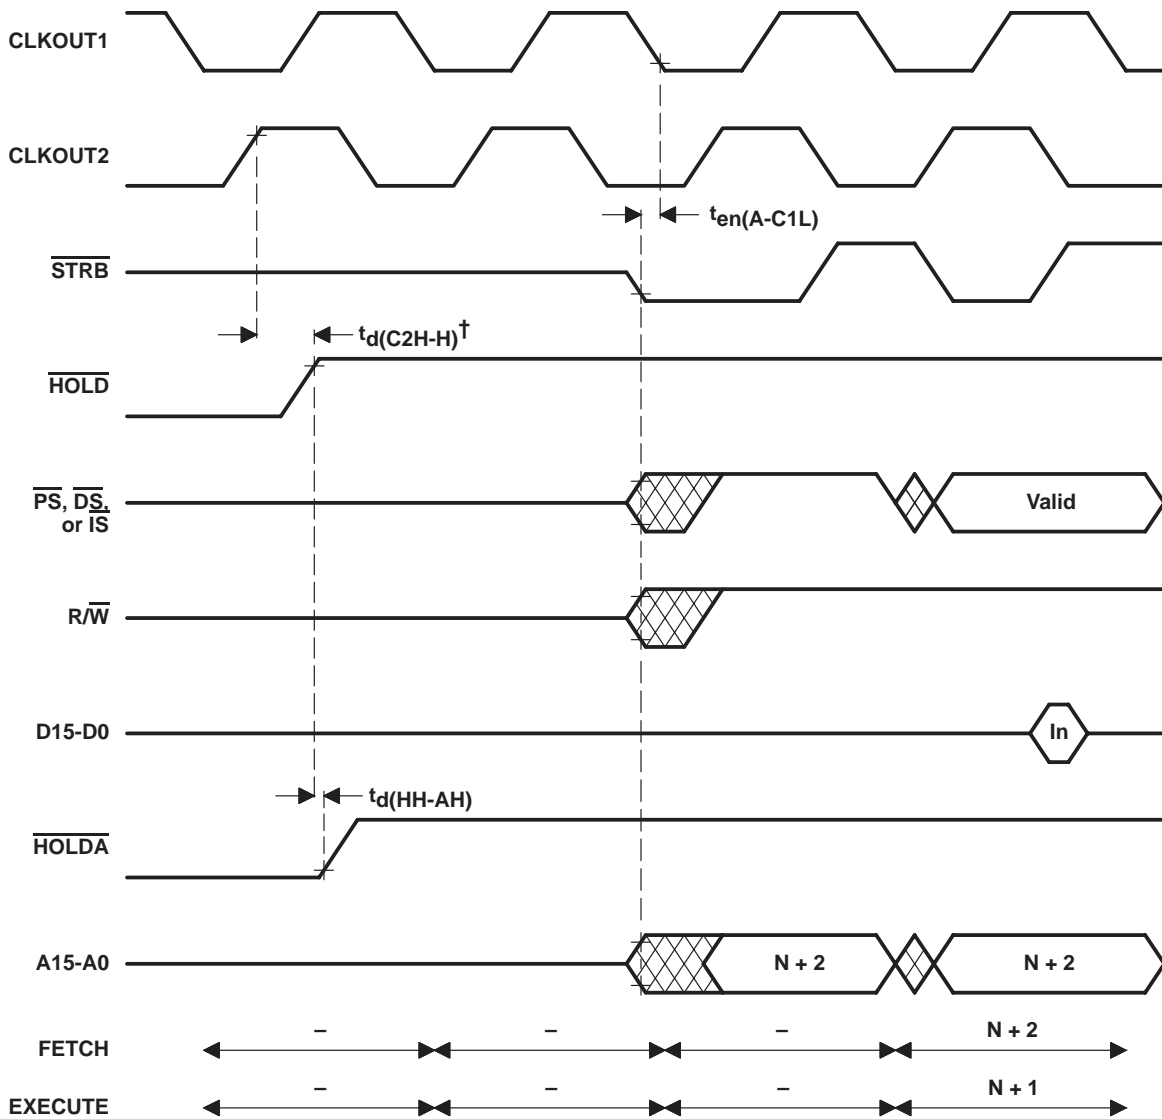 CLKOUT1
CLKOUT2
ten(A-C1L)
STRB
td(C2H-H)†
HOLD
PS, DS,
or IS
Valid
R/W
D15-D0
In
td(HH-AH)
HOLDA
A15-A0
N + 2
N + 2
FETCH
–
–
–
N + 2
EXECUTE
–
–
–
N + 1